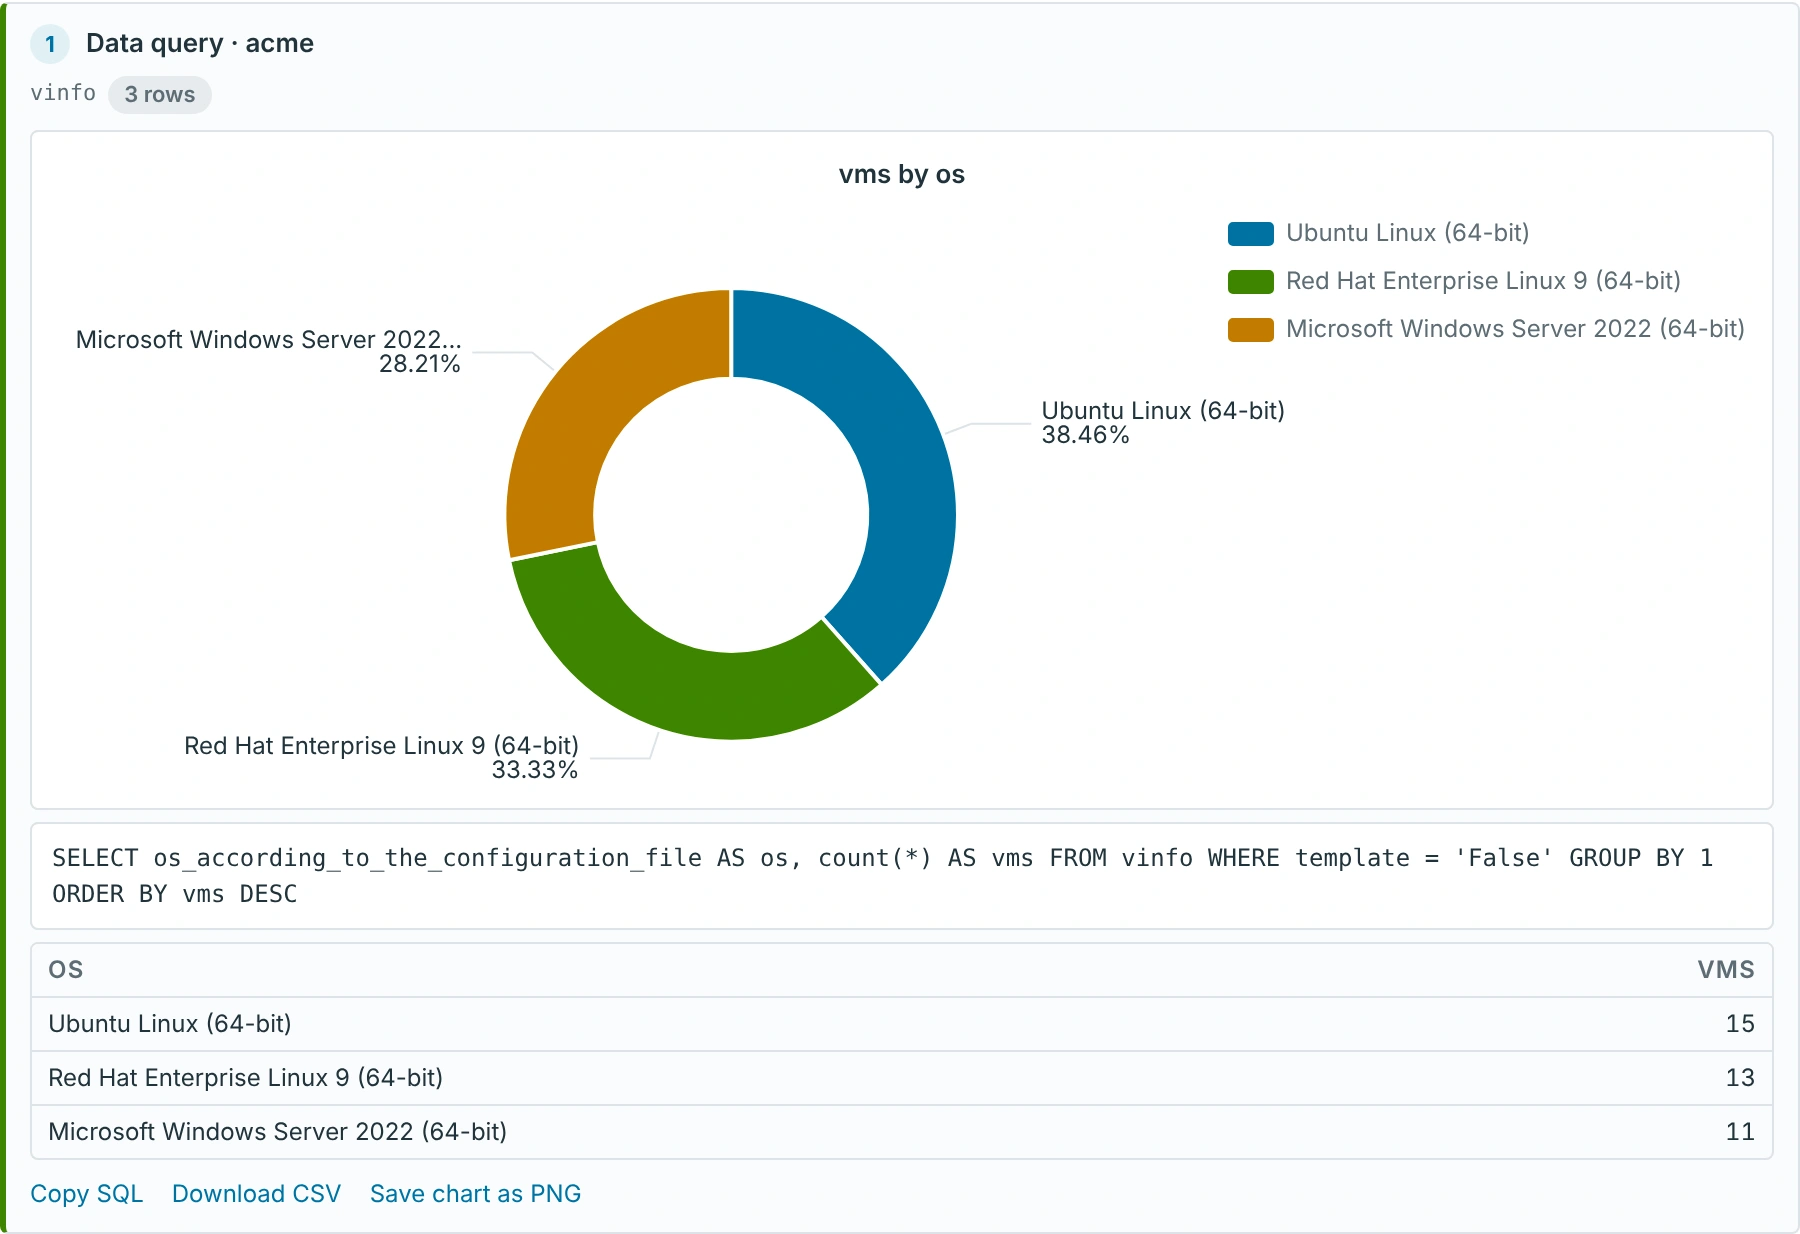 1 Data query · acme
vinfo 3 rows
vms by os
Ubuntu Linux (64-bit)
Red Hat Enterprise Linux 9 (64-bit)
Microsoft Windows Server 2022 (64-bit)
Microsoft Windows Server 2022...
28.21%
Ubuntu Linux (64-bit)
38.46%
Red Hat Enterprise Linux 9 (64-bit)
33.33%
SELECT os_according_to_the_configuration_file AS os, count(*) AS vms FROM vinfo WHERE template = 'False' GROUP BY 1
ORDER BY vms DESC
OS VMS
Ubuntu Linux (64-bit) 15
Red Hat Enterprise Linux 9 (64-bit) 13
Microsoft Windows Server 2022 (64-bit) 11
Copy SQL Download CSV Save chart as PNG